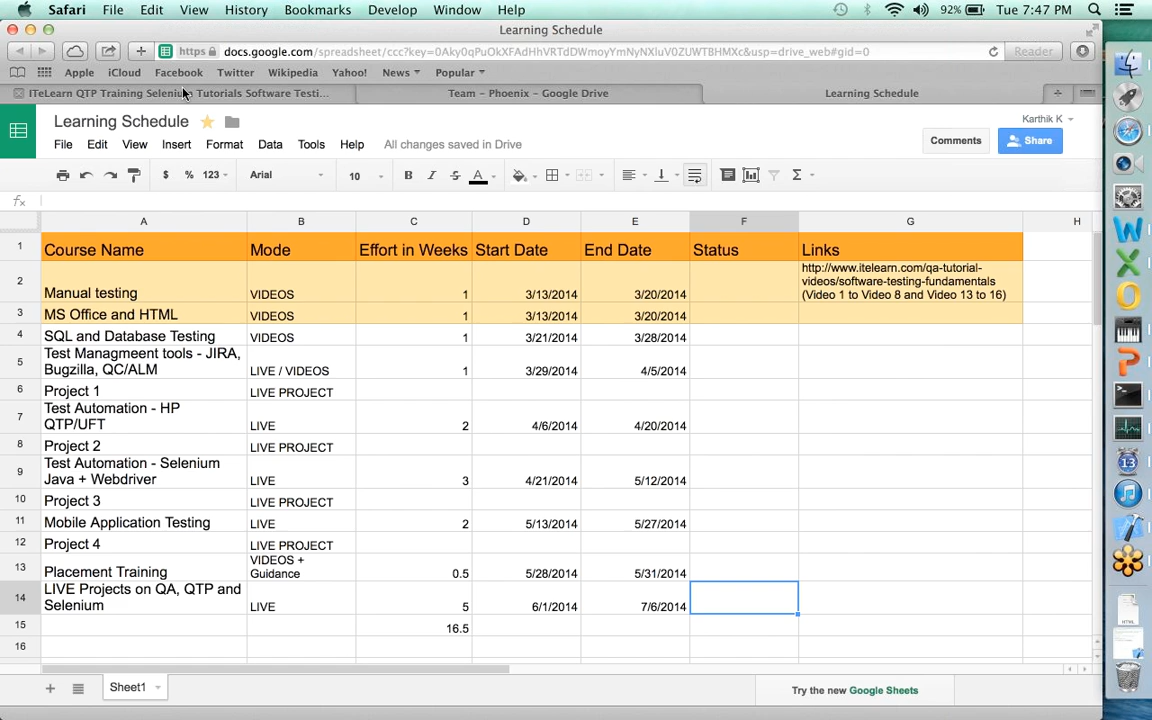 Safari File Edit View History Bookmarks Develop Window Help 92% Tue 7:47 PM
Learning Schedule
https docs.google.com/spreadsheet/ccc?key=0Aky0qPuOkXFAdHhVRTdDWmoyYmNyNXluV0ZUWTBHMXc&usp=drive_web#gid=0 Reader
Apple iCloud Facebook Twitter Wikipedia Yahoo! News Popular
ITeLearn QTP Training Selenium Tutorials Software Testi... Team – Phoenix – Google Drive Learning Schedule
Learning Schedule Karthik K
File Edit View Insert Format Data Tools Help All changes saved in Drive Comments Share
$ % 123 Arial 10 B I S A Σ
fx
A B C D E F G H
1 Course Name Mode Effort in Weeks Start Date End Date Status Links
http://www.itelearn.com/qa-tutorial-
videos/software-testing-fundamentals
2 Manual testing VIDEOS 1 3/13/2014 3/20/2014 (Video 1 to Video 8 and Video 13 to 16)
3 MS Office and HTML VIDEOS 1 3/13/2014 3/20/2014
4 SQL and Database Testing VIDEOS 1 3/21/2014 3/28/2014
Test Managmeent tools - JIRA,
5 Bugzilla, QC/ALM LIVE / VIDEOS 1 3/29/2014 4/5/2014
6 Project 1 LIVE PROJECT
Test Automation - HP
7 QTP/UFT LIVE 2 4/6/2014 4/20/2014
8 Project 2 LIVE PROJECT
Test Automation - Selenium
9 Java + Webdriver LIVE 3 4/21/2014 5/12/2014
10 Project 3 LIVE PROJECT
11 Mobile Application Testing LIVE 2 5/13/2014 5/27/2014
12 Project 4 LIVE PROJECT
VIDEOS +
13 Placement Training Guidance 0.5 5/28/2014 5/31/2014
LIVE Projects on QA, QTP and
14 Selenium LIVE 5 6/1/2014 7/6/2014
15 16.5
16
Sheet1 Try the new Google Sheets